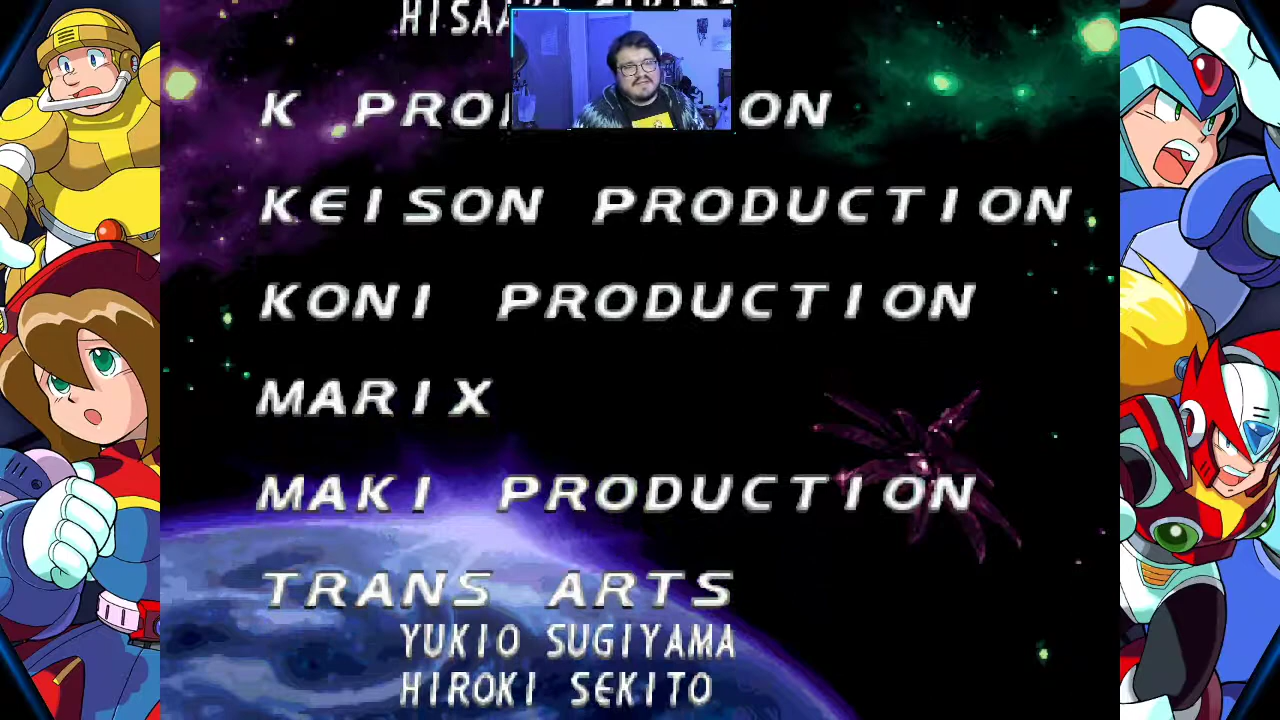 K PRO ON
KEISON PRODUCTION
KONI PRODUCTION
MARIX
MAKI PRODUCTION
TRANS ARTS
YUKIO SUGIYAMA
HIROKI SEKITO